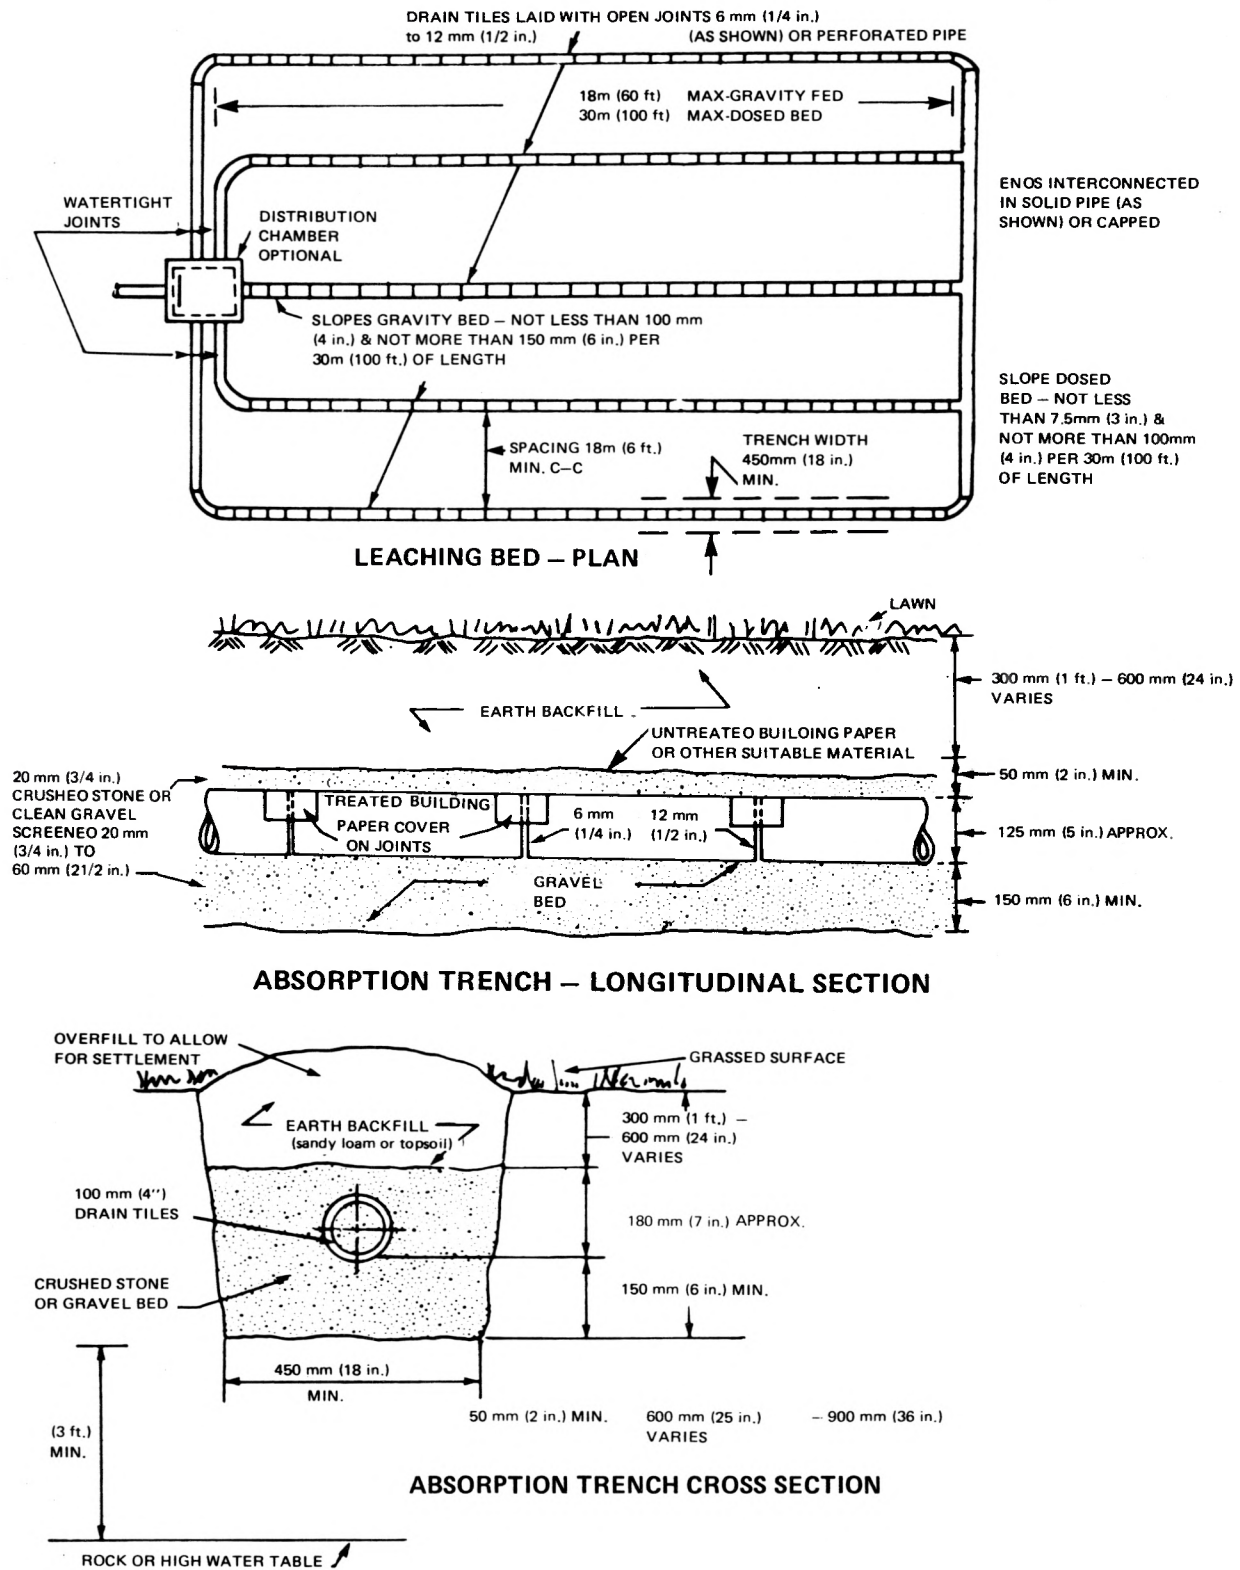 DRAIN TILES LAID WITH OPEN JOINTS 6 mm (1/4 in.)
to 12 mm (1/2 in.) (AS SHOWN) OR PERFORATED PIPE
18m (60 ft) MAX-GRAVITY FED
30m (100 ft) MAX-DOSED BED
WATERTIGHT
JOINTS
DISTRIBUTION
CHAMBER
OPTIONAL
ENOS INTERCONNECTED
IN SOLID PIPE (AS
SHOWN) OR CAPPED
SLOPES GRAVITY BED – NOT LESS THAN 100 mm
(4 in.) & NOT MORE THAN 150 mm (6 in.) PER
30m (100 ft.) OF LENGTH
SLOPE DOSED
BED – NOT LESS
THAN 7.5mm (3 in.) &
NOT MORE THAN 100mm
(4 in.) PER 30m (100 ft.)
OF LENGTH
SPACING 18m (6 ft.)
MIN. C–C
TRENCH WIDTH
450mm (18 in.)
MIN.
LEACHING BED – PLAN
LAWN
300 mm (1 ft.) – 600 mm (24 in.)
VARIES
EARTH BACKFILL
UNTREATEO BUILOING PAPER
OR OTHER SUITABLE MATERIAL
50 mm (2 in.) MIN.
20 mm (3/4 in.)
CRUSHEO STONE OR
CLEAN GRAVEL
SCREENEO 20 mm
(3/4 in.) TO
60 mm (21/2 in.)
TREATED BUILDING
PAPER COVER
ON JOINTS
6 mm
(1/4 in.)
12 mm
(1/2 in.)
125 mm (5 in.) APPROX.
GRAVEL
BED
150 mm (6 in.) MIN.
ABSORPTION TRENCH – LONGITUDINAL SECTION
OVERFILL TO ALLOW
FOR SETTLEMENT
GRASSED SURFACE
EARTH BACKFILL
(sandy loam or topsoil)
300 mm (1 ft.) –
600 mm (24 in.)
VARIES
100 mm (4'')
DRAIN TILES
180 mm (7 in.) APPROX.
CRUSHED STONE
OR GRAVEL BED
150 mm (6 in.) MIN.
450 mm (18 in.)
MIN.
50 mm (2 in.) MIN. 600 mm (25 in.) – 900 mm (36 in.)
VARIES
(3 ft.)
MIN.
ABSORPTION TRENCH CROSS SECTION
ROCK OR HIGH WATER TABLE